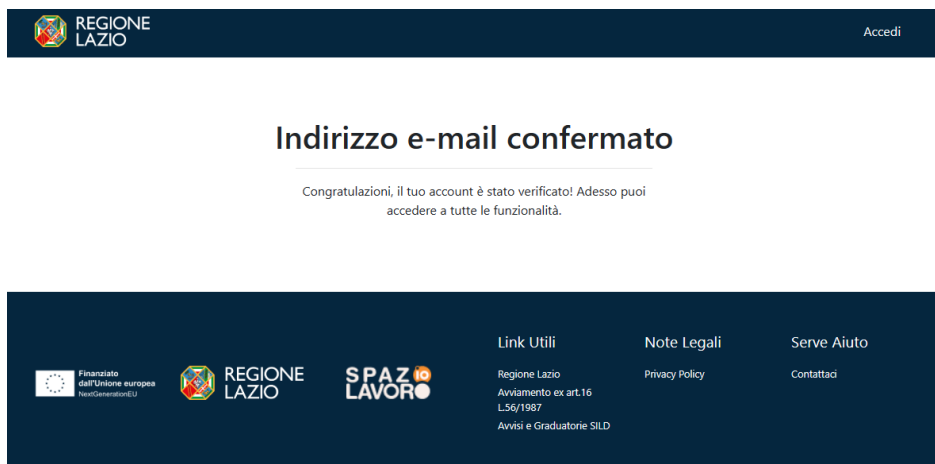 REGIONE
LAZIO
Accedi
Indirizzo e-mail confermato
Congratulazioni, il tuo account è stato verificato! Adesso puoi
accedere a tutte le funzionalità.
Finanziato
dall'Unione europea
NextGenerationEU
REGIONE
LAZIO
SPAZIO
LAVORO
Link Utili
Regione Lazio
Avviamento ex art.16
L.56/1987
Avvisi e Graduatorie SILD
Note Legali
Privacy Policy
Serve Aiuto
Contattaci